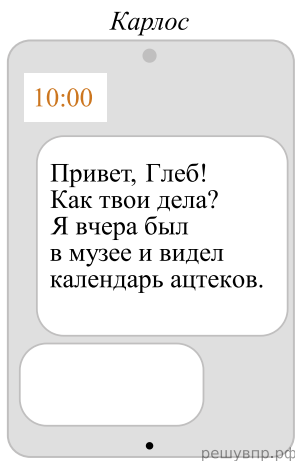 Карлос
10:00
Привет, Глеб!
Как твои дела?
Я вчера был
в музее и видел
календарь ацтеков.
решувпр.рф